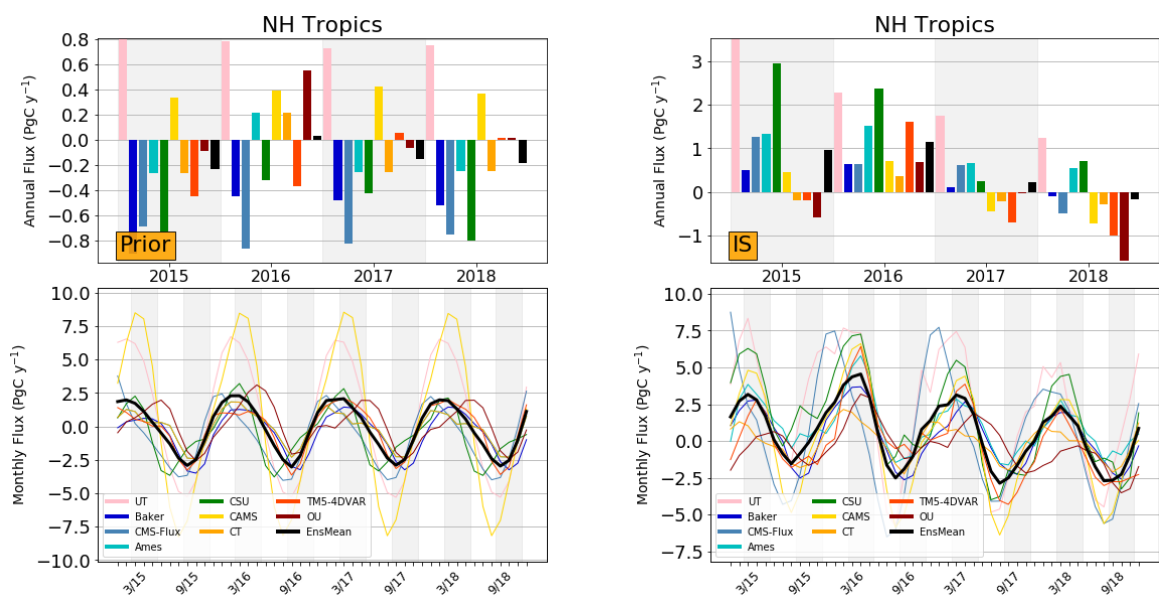 NH Tropics
Annual Flux (PgC y⁻¹)
0.8
0.6
0.4
0.2
0.0
−0.2
−0.4
−0.6
−0.8
Prior
2015 2016 2017 2018
Monthly Flux (PgC y⁻¹)
10.0
7.5
5.0
2.5
0.0
−2.5
−5.0
−7.5
−10.0
UT CSU TM5-4DVAR
Baker CAMS OU
CMS-Flux CT EnsMean
Ames
3/15 9/15 3/16 9/16 3/17 9/17 3/18 9/18
NH Tropics
Annual Flux (PgC y⁻¹)
3
2
1
0
−1
IS
2015 2016 2017 2018
Monthly Flux (PgC y⁻¹)
10.0
7.5
5.0
2.5
0.0
−2.5
−5.0
−7.5
UT CSU TM5-4DVAR
Baker CAMS OU
CMS-Flux CT EnsMean
Ames
3/15 9/15 3/16 9/16 3/17 9/17 3/18 9/18